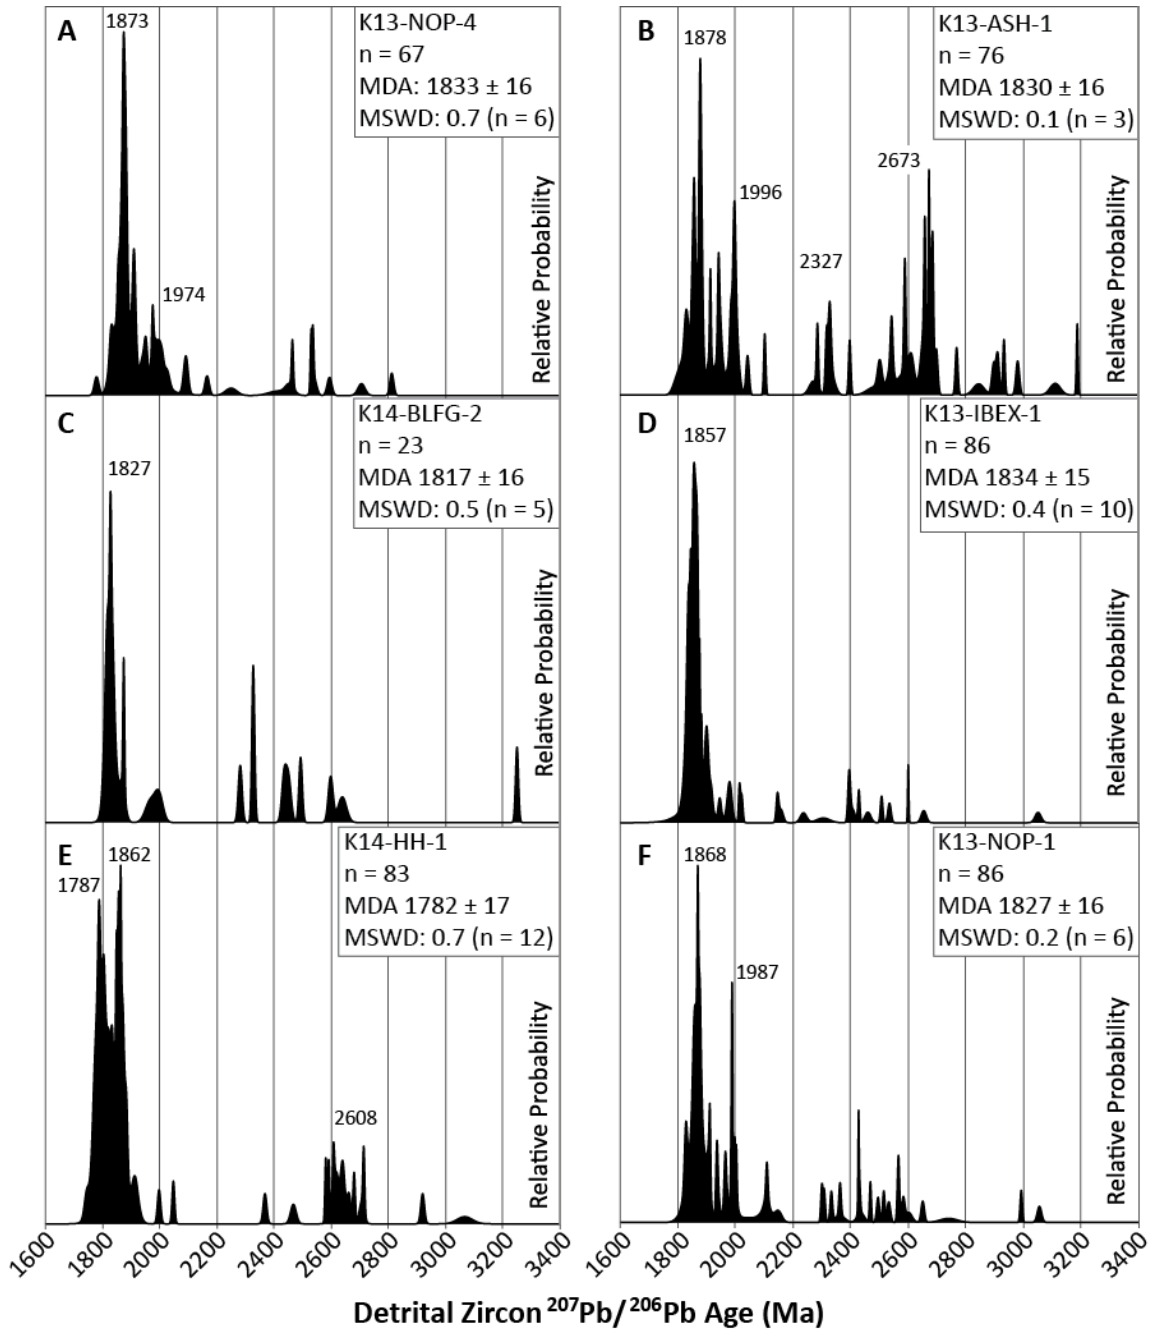 A
1873
K13-NOP-4
n = 67
MDA: 1833 ± 16
MSWD: 0.7 (n = 6)
1974
Relative Probability
B
1878
K13-ASH-1
n = 76
MDA 1830 ± 16
MSWD: 0.1 (n = 3)
2673
1996
2327
Relative Probability
C
1827
K14-BLFG-2
n = 23
MDA 1817 ± 16
MSWD: 0.5 (n = 5)
Relative Probability
D
1857
K13-IBEX-1
n = 86
MDA 1834 ± 15
MSWD: 0.4 (n = 10)
Relative Probability
E
1862
1787
K14-HH-1
n = 83
MDA 1782 ± 17
MSWD: 0.7 (n = 12)
2608
Relative Probability
F
1868
K13-NOP-1
n = 86
MDA 1827 ± 16
MSWD: 0.2 (n = 6)
1987
Relative Probability
1600 1800 2000 2200 2400 2600 2800 3000 3200 3400
1600 1800 2000 2200 2400 2600 2800 3000 3200 3400
Detrital Zircon ²⁰⁷Pb/²⁰⁶Pb Age (Ma)